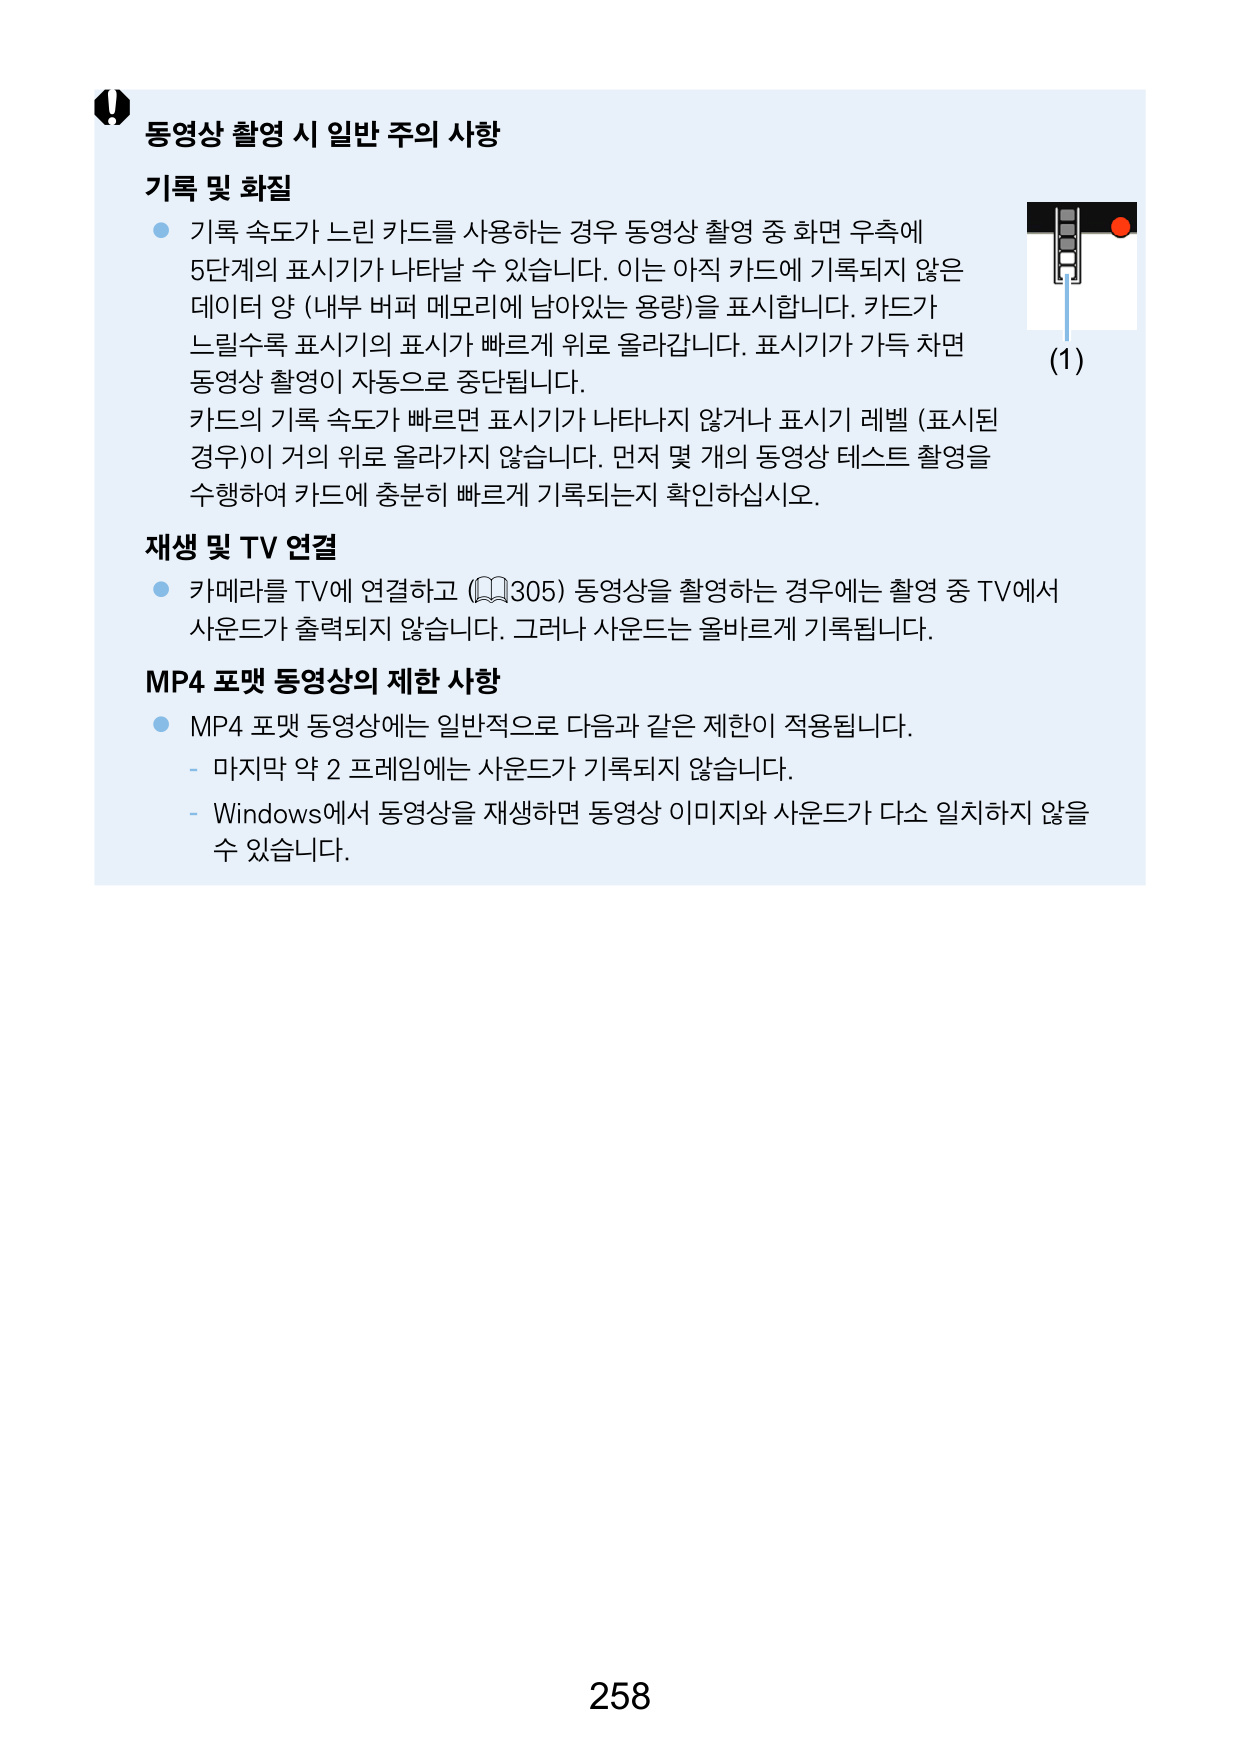 동영상 촬영 시 일반 주의 사항
기록 및 화질
● 기록 속도가 느린 카드를 사용하는 경우 동영상 촬영 중 화면 우측에
5단계의 표시기가 나타날 수 있습니다. 이는 아직 카드에 기록되지 않은
데이터 양 (내부 버퍼 메모리에 남아있는 용량)을 표시합니다. 카드가
느릴수록 표시기의 표시가 빠르게 위로 올라갑니다. 표시기가 가득 차면
동영상 촬영이 자동으로 중단됩니다.
(1)
카드의 기록 속도가 빠르면 표시기가 나타나지 않거나 표시기 레벨 (표시된
경우)이 거의 위로 올라가지 않습니다. 먼저 몇 개의 동영상 테스트 촬영을
수행하여 카드에 충분히 빠르게 기록되는지 확인하십시오.
재생 및 TV 연결
● 카메라를 TV에 연결하고 (305) 동영상을 촬영하는 경우에는 촬영 중 TV에서
사운드가 출력되지 않습니다. 그러나 사운드는 올바르게 기록됩니다.
MP4 포맷 동영상의 제한 사항
● MP4 포맷 동영상에는 일반적으로 다음과 같은 제한이 적용됩니다.
- 마지막 약 2 프레임에는 사운드가 기록되지 않습니다.
- Windows에서 동영상을 재생하면 동영상 이미지와 사운드가 다소 일치하지 않을
수 있습니다.
258